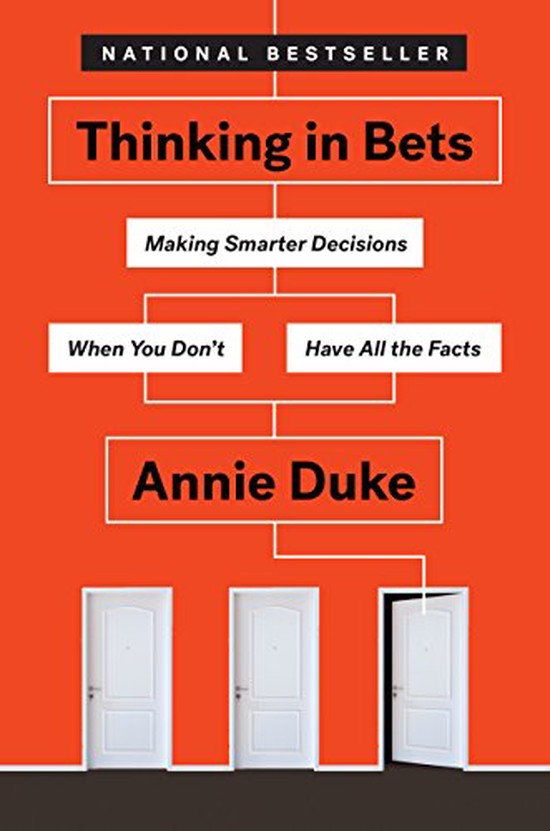 NATIONAL BESTSELLER
Thinking in Bets
Making Smarter Decisions
When You Don't
Have All the Facts
Annie Duke